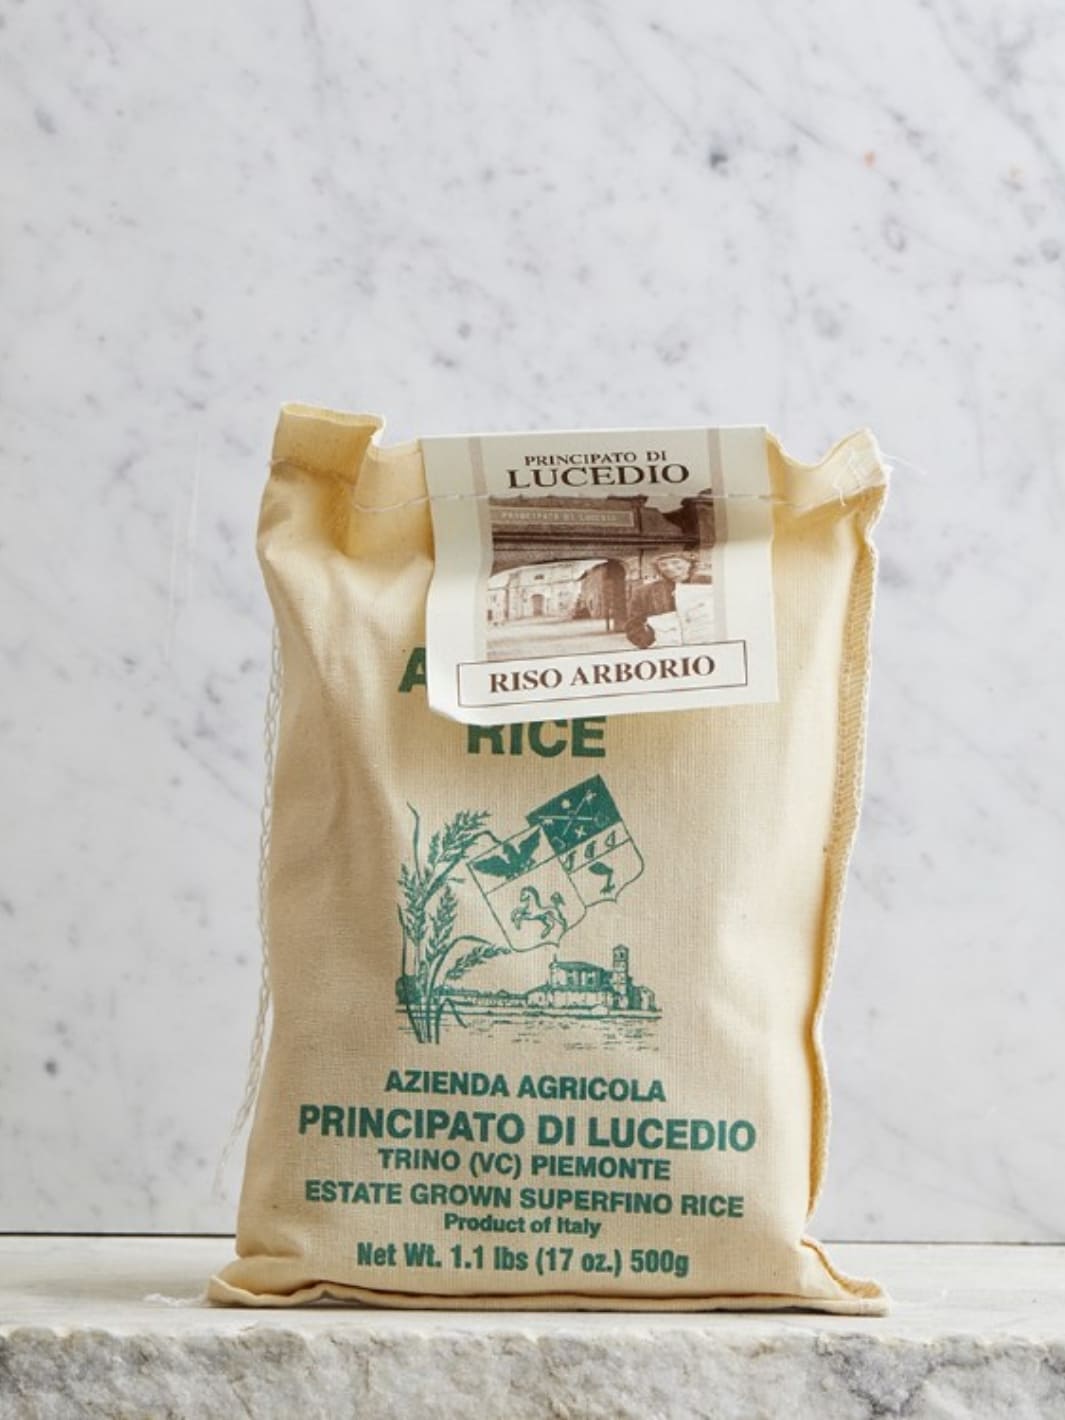 PRINCIPATO DI
LUCEDIO
PRINCIPATO DI LUCEDIO
RISO ARBORIO
A
RICE
AZIENDA AGRICOLA
PRINCIPATO DI LUCEDIO
TRINO (VC) PIEMONTE
ESTATE GROWN SUPERFINO RICE
Product of Italy
Net Wt. 1.1 lbs (17 oz.) 500g